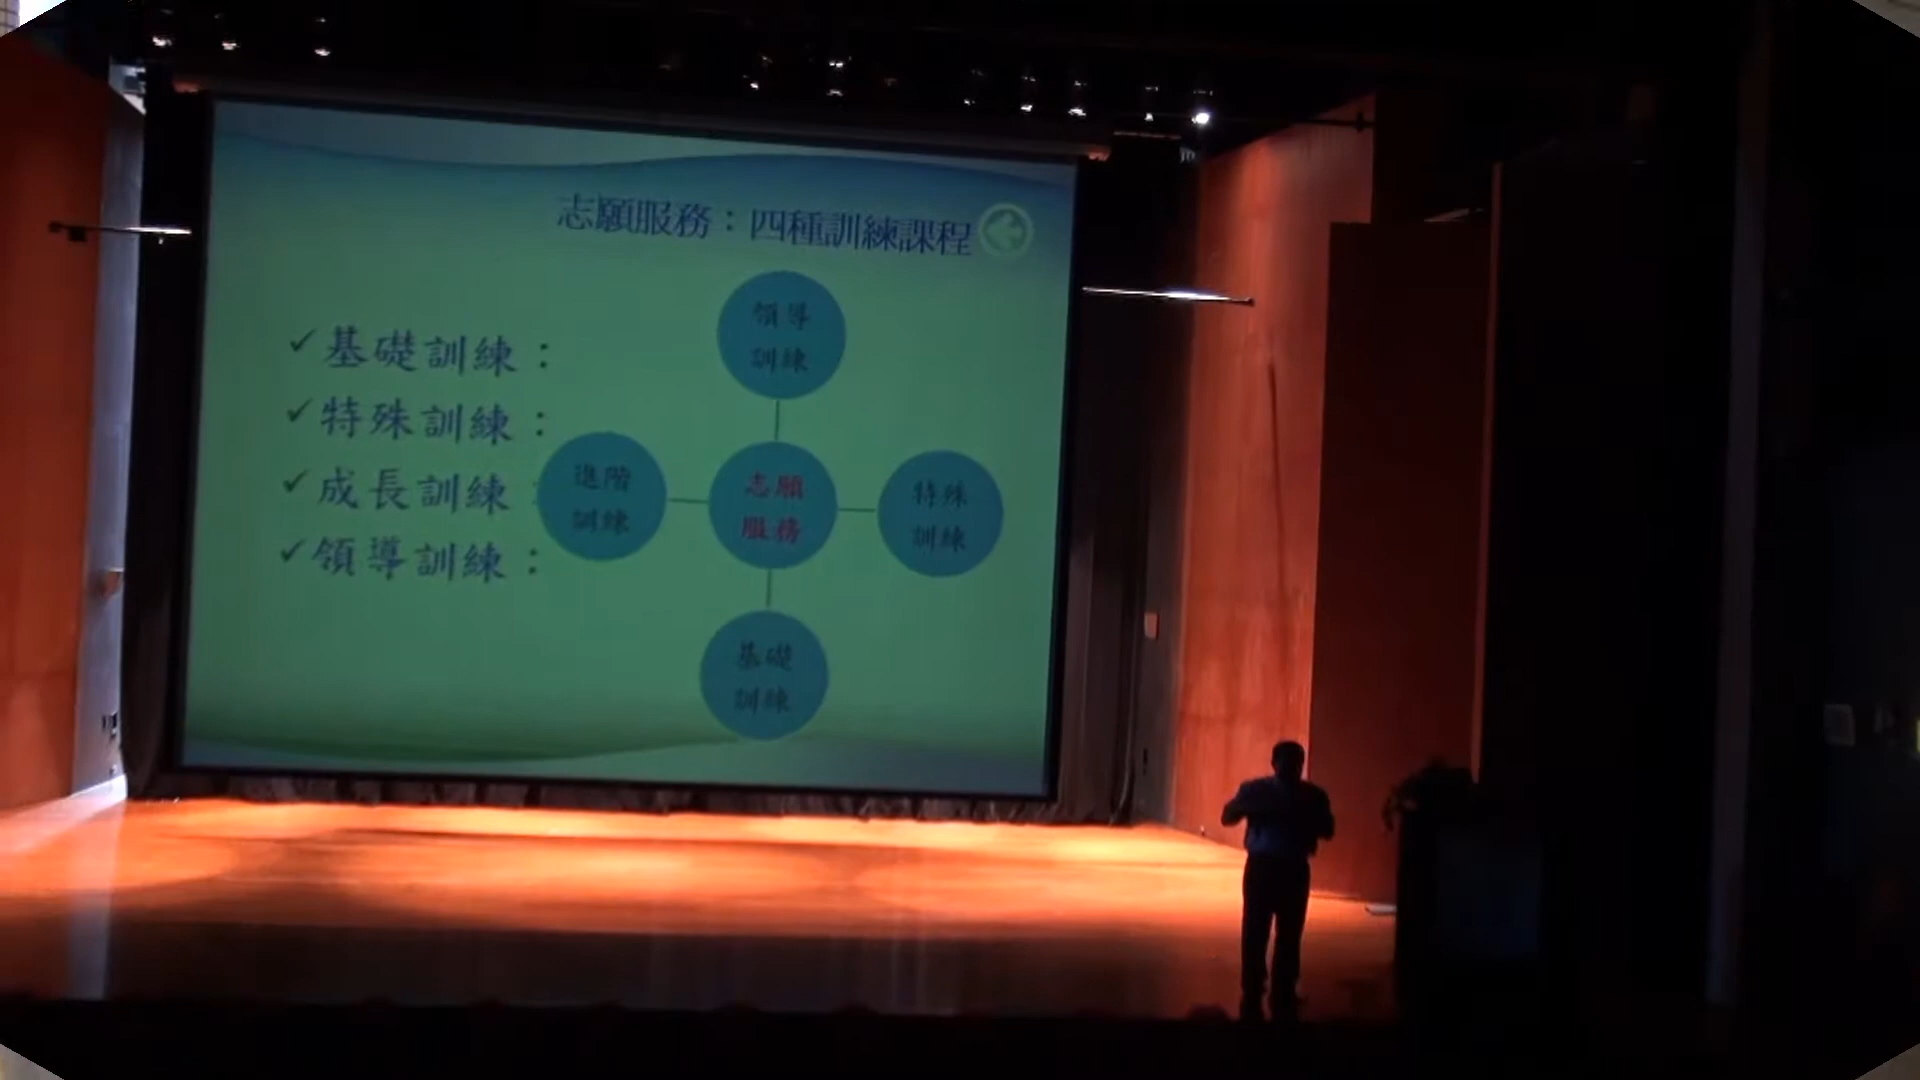 志願服務：四種訓練課程
✓基礎訓練：
✓特殊訓練：
✓成長訓練：
✓領導訓練：
領導
訓練
進階
訓練
志願
服務
特殊
訓練
基礎
訓練